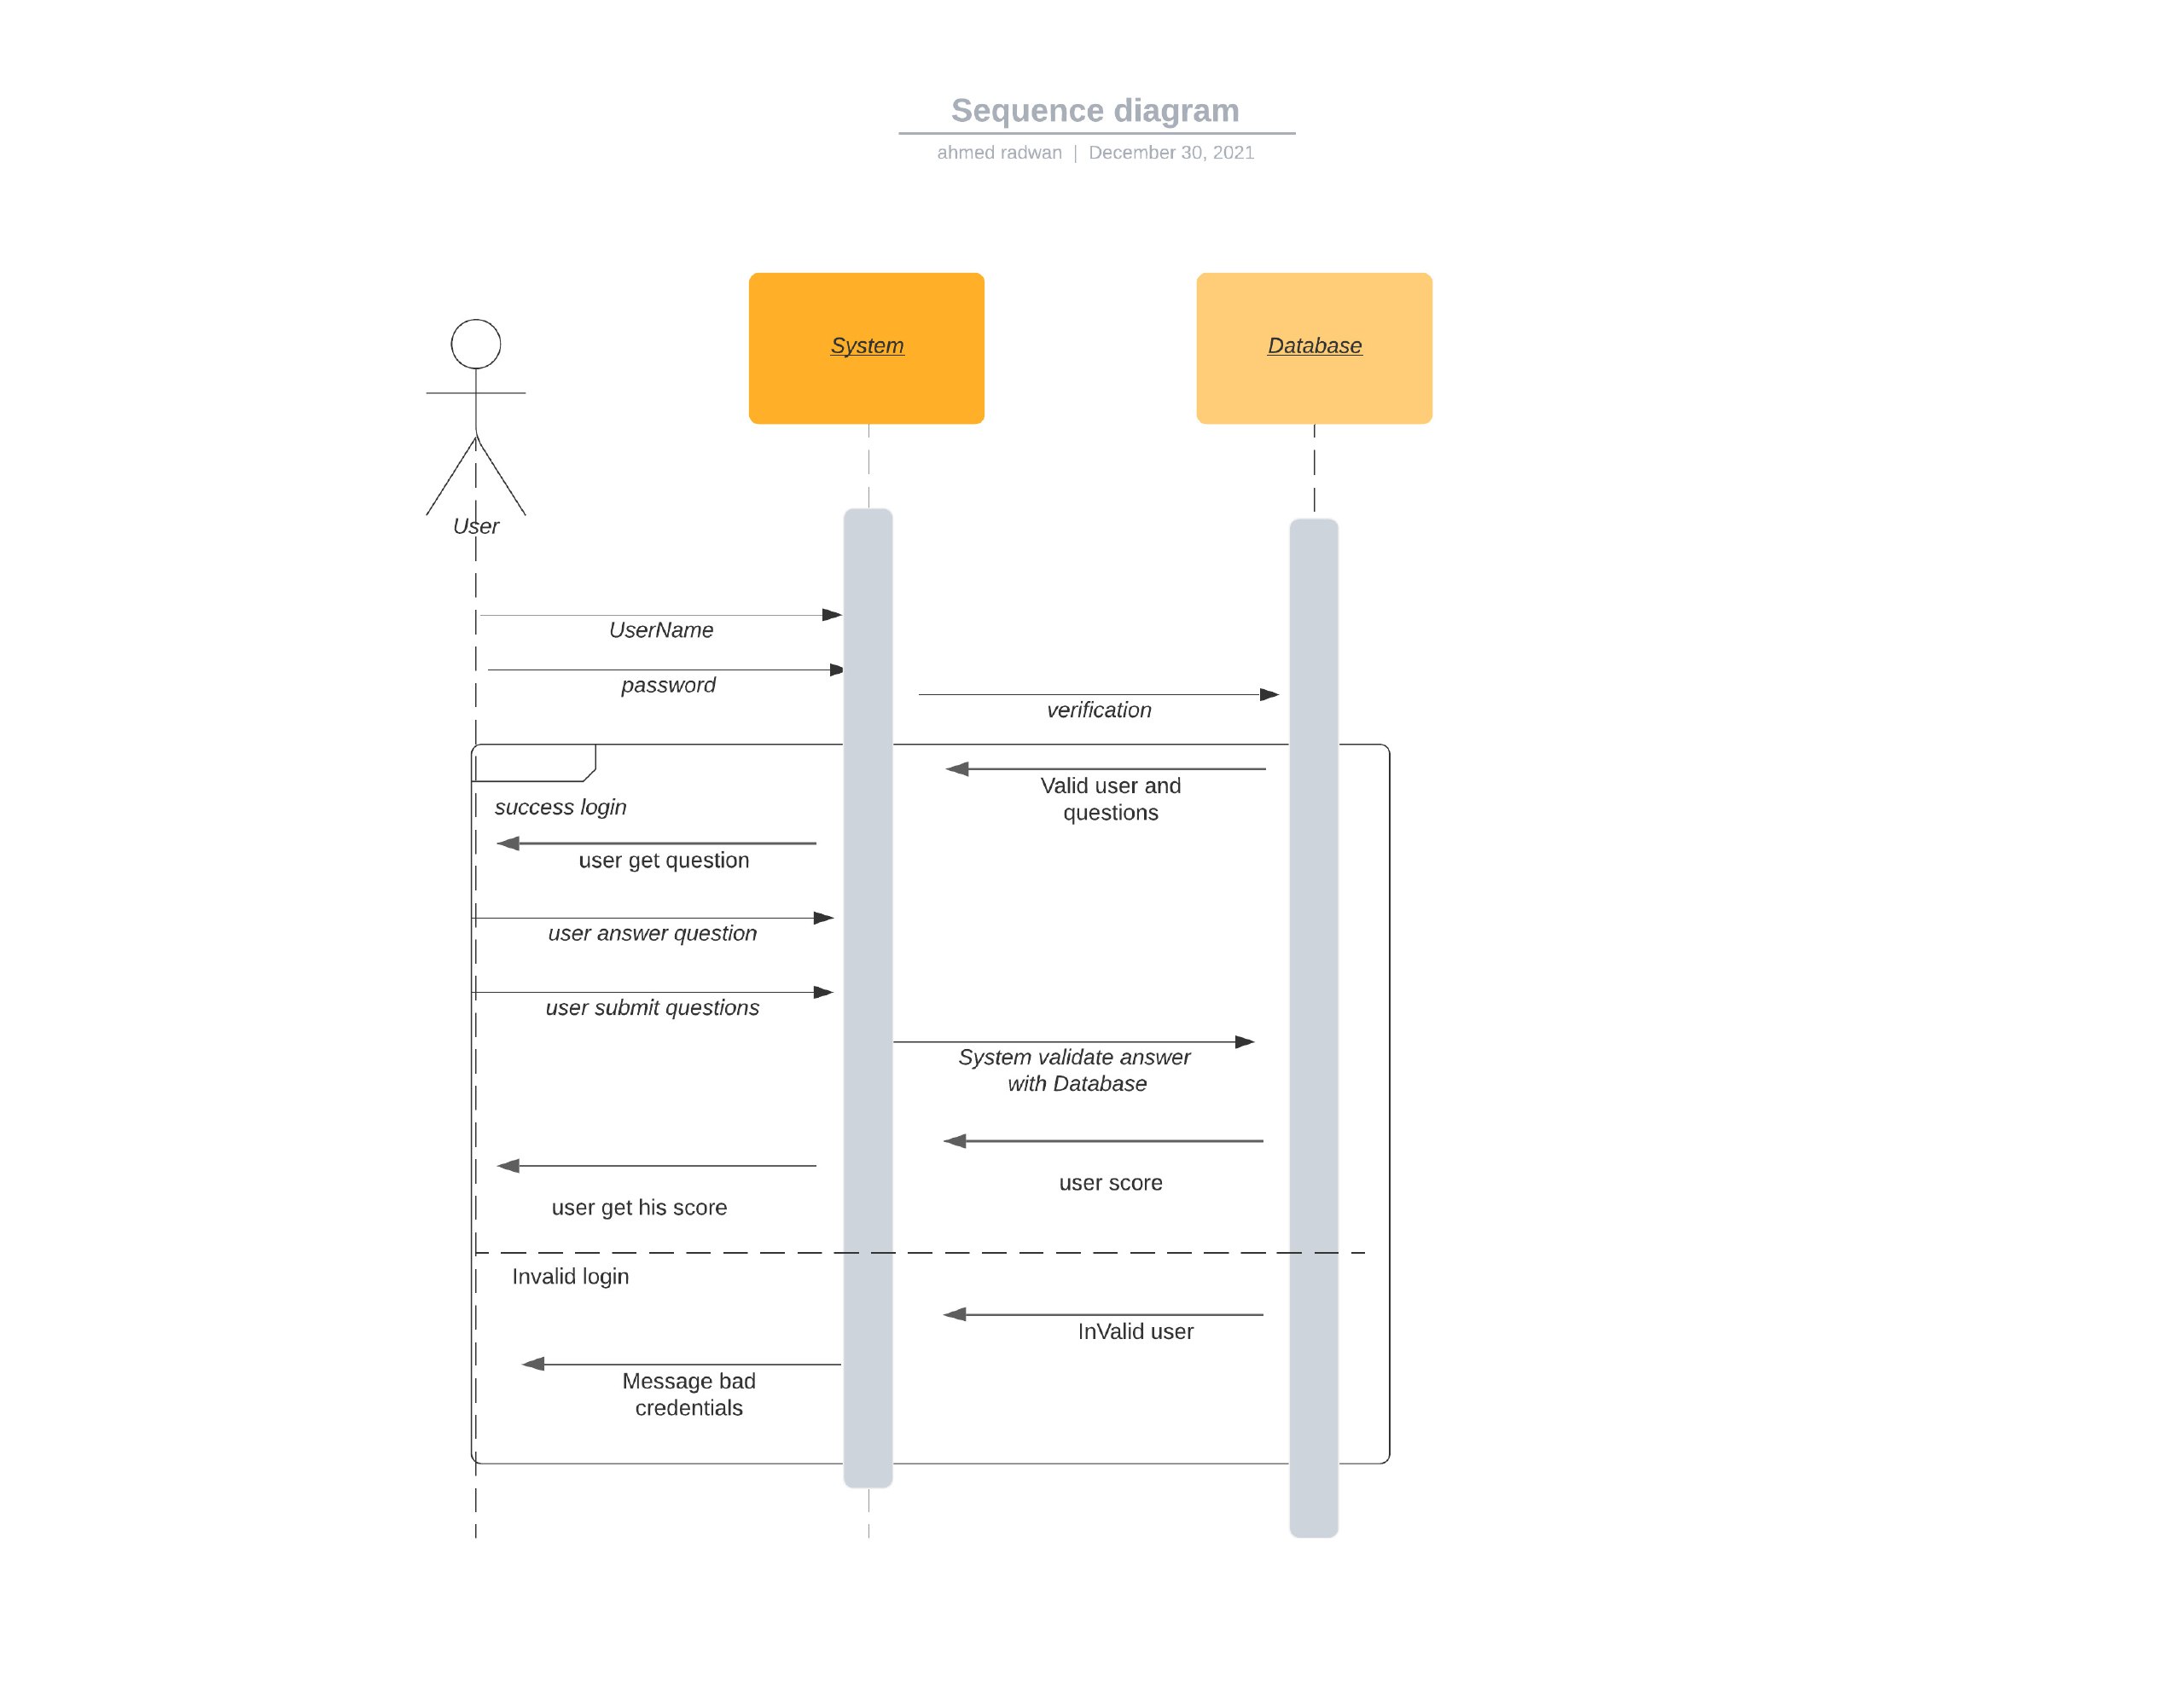 Sequence diagram
ahmed radwan | December 30, 2021
System
Database
User
UserName
password
verification
Valid user and
questions
success login
user get question
user answer question
user submit questions
System validate answer
with Database
user score
user get his score
Invalid login
InValid user
Message bad
credentials